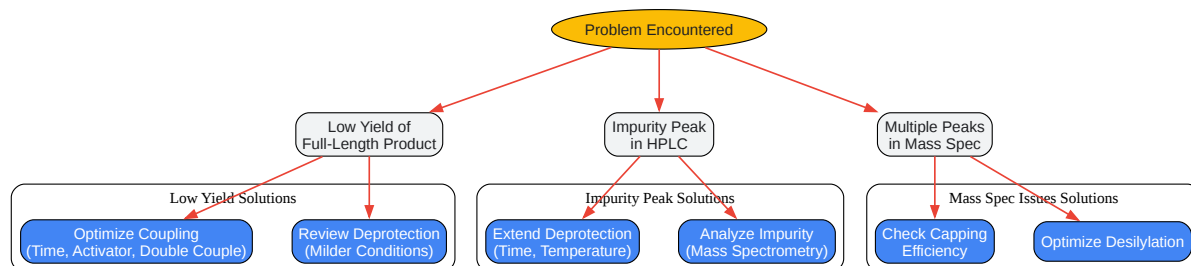 Problem Encountered
Low Yield of
Full-Length Product
Impurity Peak
in HPLC
Multiple Peaks
in Mass Spec
Low Yield Solutions
Impurity Peak Solutions
Mass Spec Issues Solutions
Optimize Coupling
(Time, Activator, Double Couple)
Review Deprotection
(Milder Conditions)
Extend Deprotection
(Time, Temperature)
Analyze Impurity
(Mass Spectrometry)
Check Capping
Efficiency
Optimize Desilylation